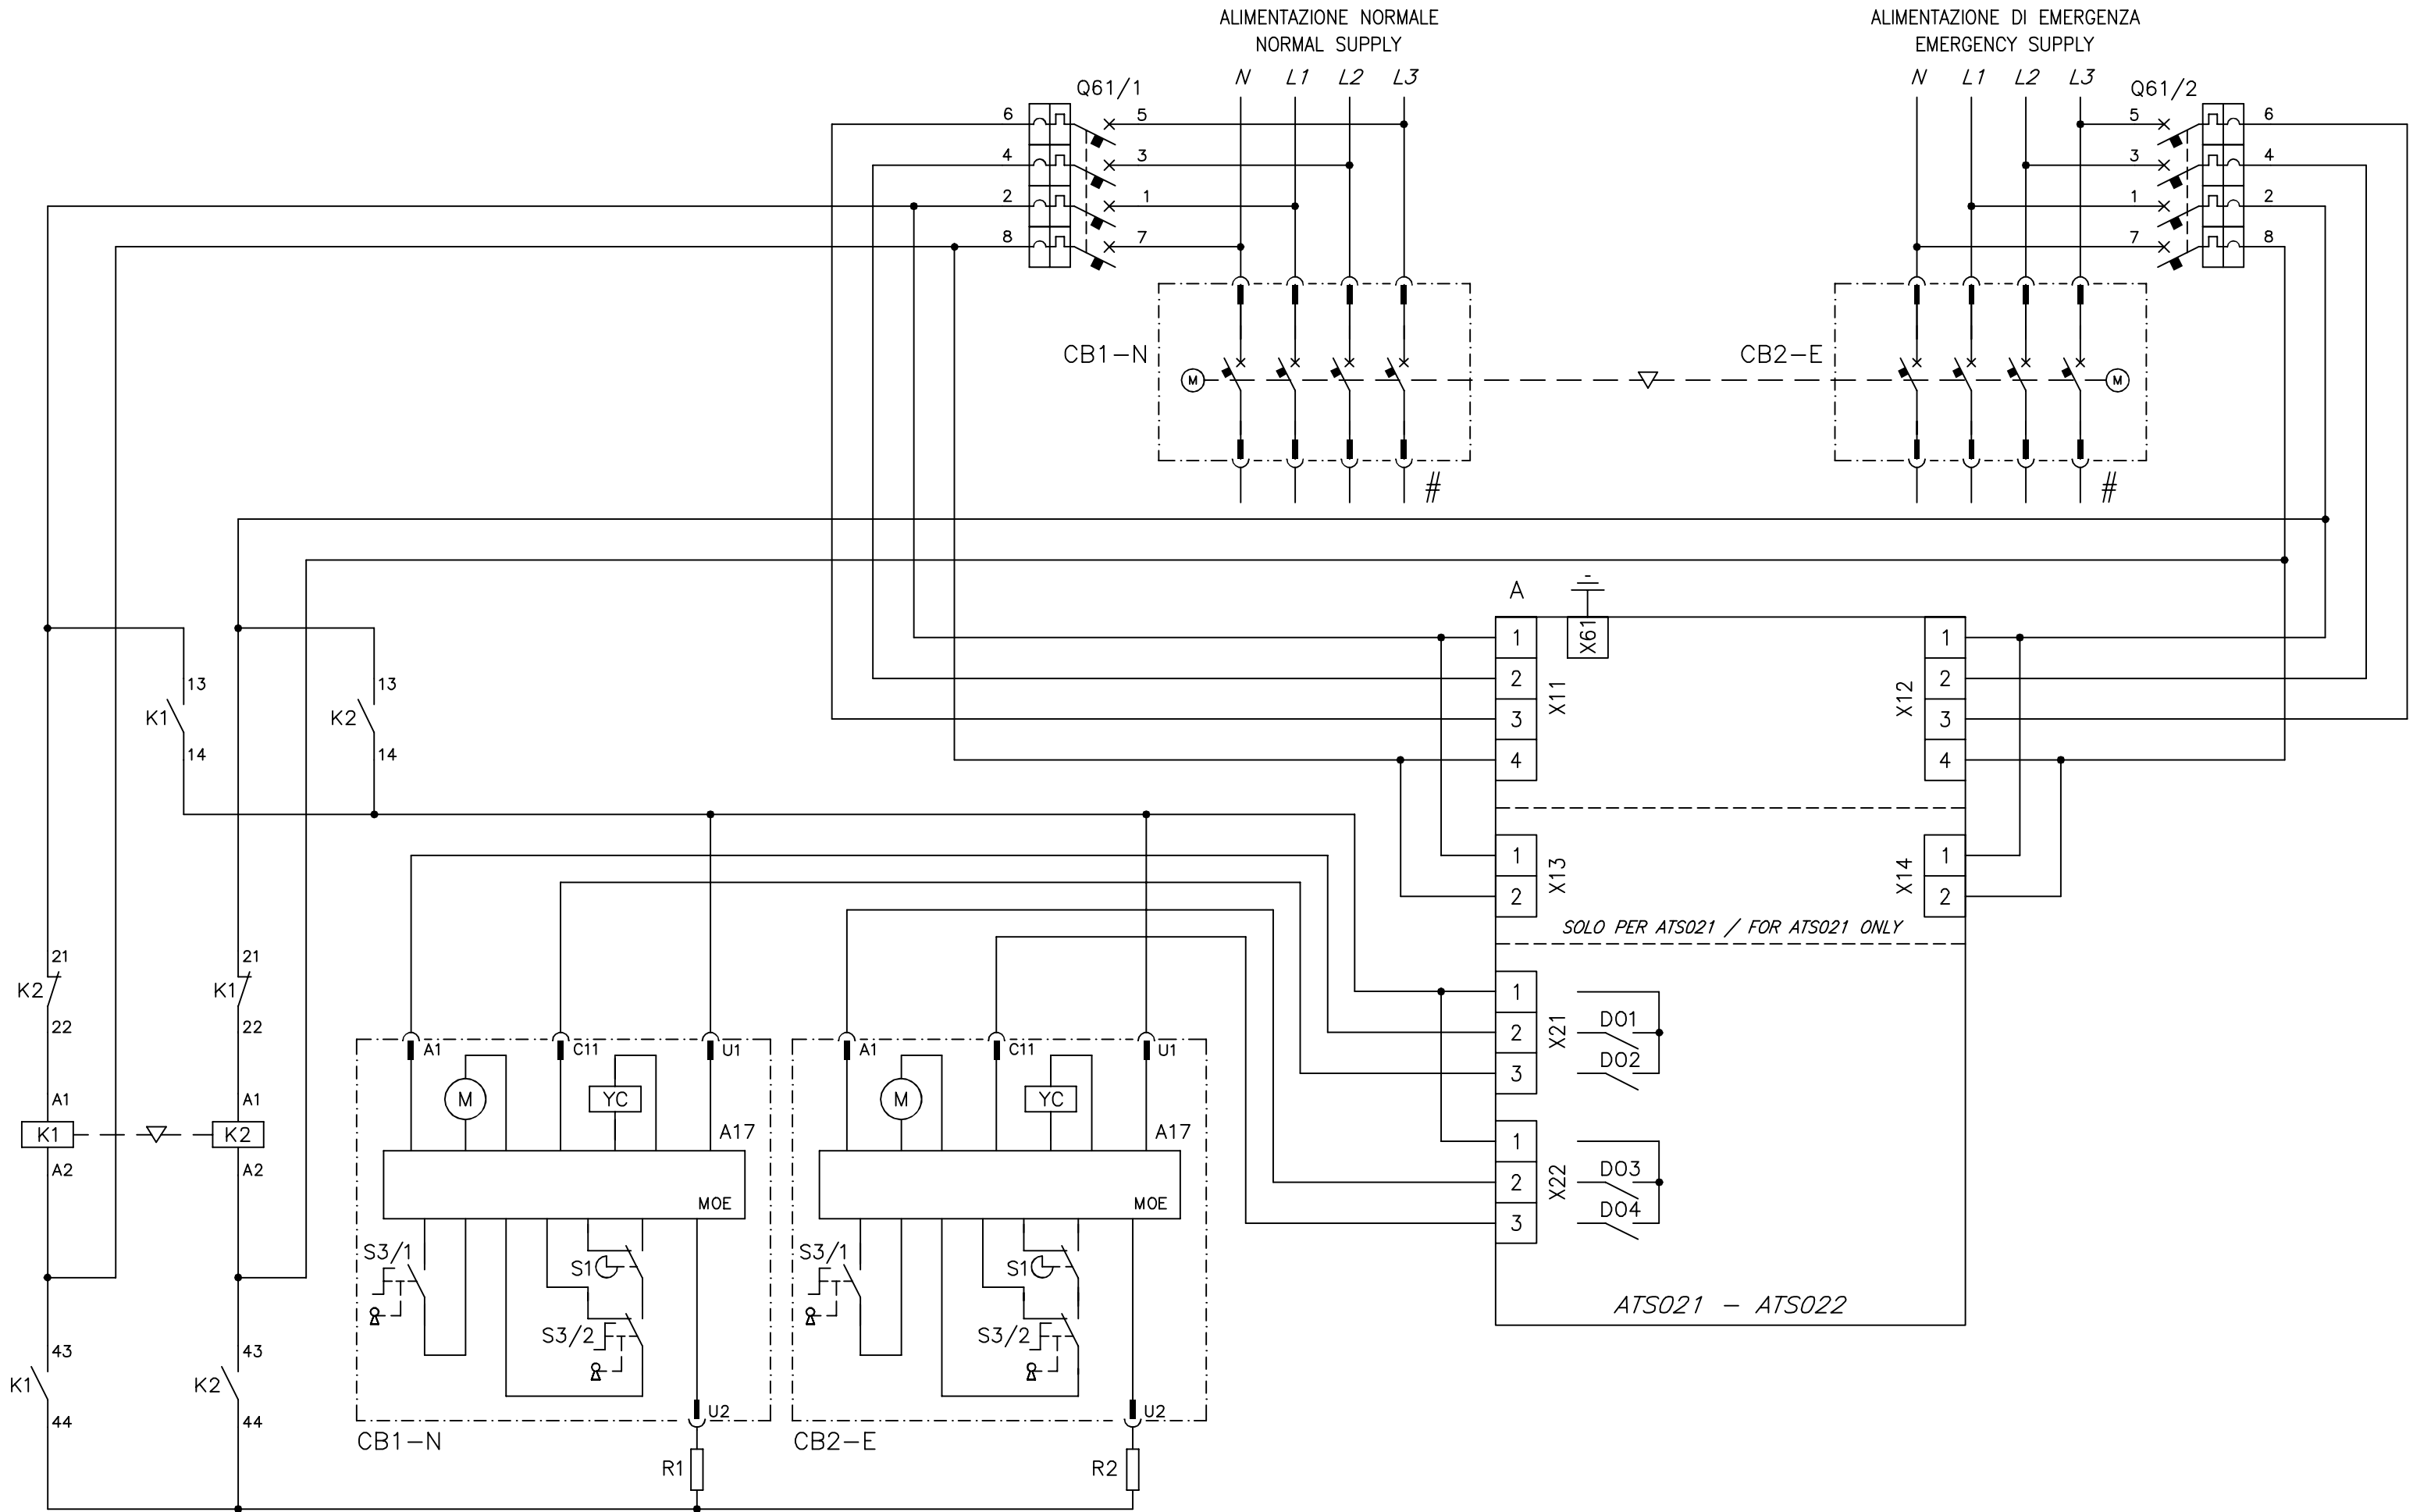 ALIMENTAZIONE NORMALE
NORMAL SUPPLY
ALIMENTAZIONE DI EMERGENZA
EMERGENCY SUPPLY
N L1 L2 L3
N L1 L2 L3
Q61/1
Q61/2
6 5
4 3
2 1
8 7
5 6
3 4
1 2
7 8
CB1-N
M
CB2-E
M
#
#
A
X61
1
2
3
4
X11
1
2
3
4
X12
13
K1
14
13
K2
14
1
2
X13
1
2
X14
SOLO PER ATS021 / FOR ATS021 ONLY
21
K2
22
21
K1
22
1
2
3
X21
DO1
DO2
1
2
3
X22
DO3
DO4
ATS021 - ATS022
A1
K1
A2
A1
K2
A2
A1 C11 U1
M YC
A17
MOE
S3/1
S1
S3/2
U2
CB1-N
R1
A1 C11 U1
M YC
A17
MOE
S3/1
S1
S3/2
U2
CB2-E
R2
43
K1
44
43
K2
44